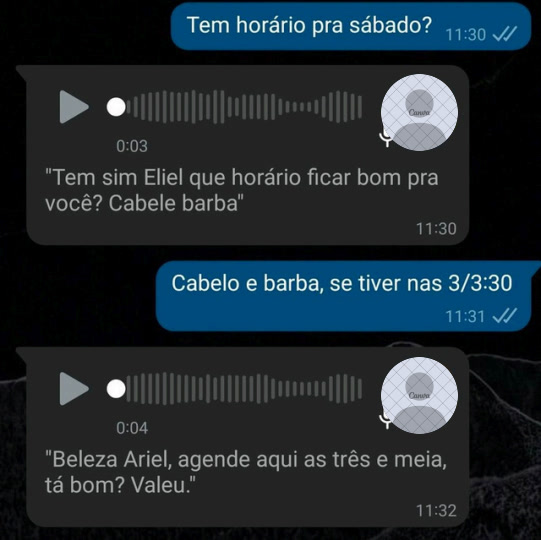 Tem horário pra sábado?
11:30
0:03
Canva
"Tem sim Eliel que horário ficar bom pra
você? Cabele barba"
11:30
Cabelo e barba, se tiver nas 3/3:30
11:31
0:04
Canva
"Beleza Ariel, agende aqui as três e meia,
tá bom? Valeu."
11:32